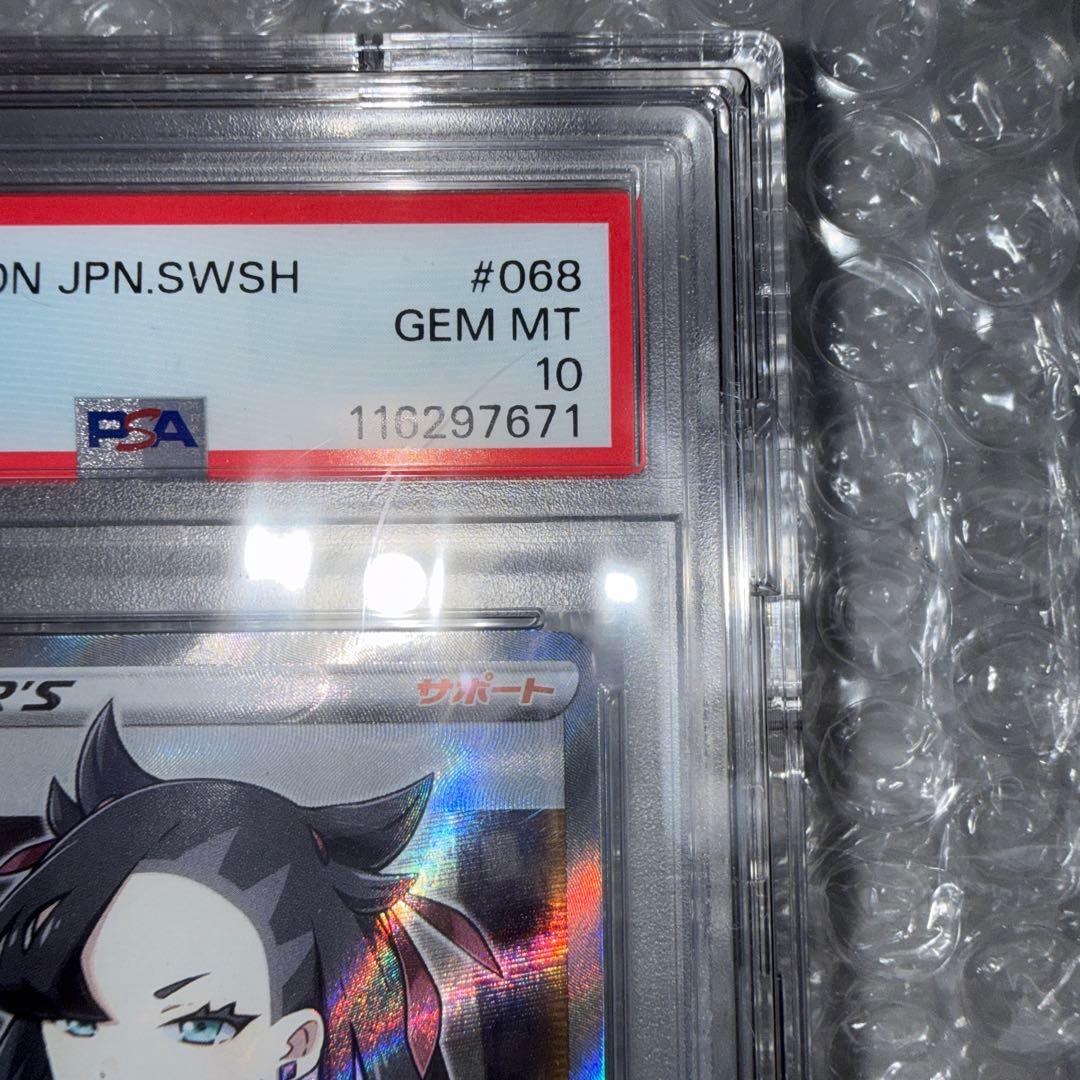 ON JPN.SWSH #068
GEM MT
10
PSA 116297671
R'S サポート